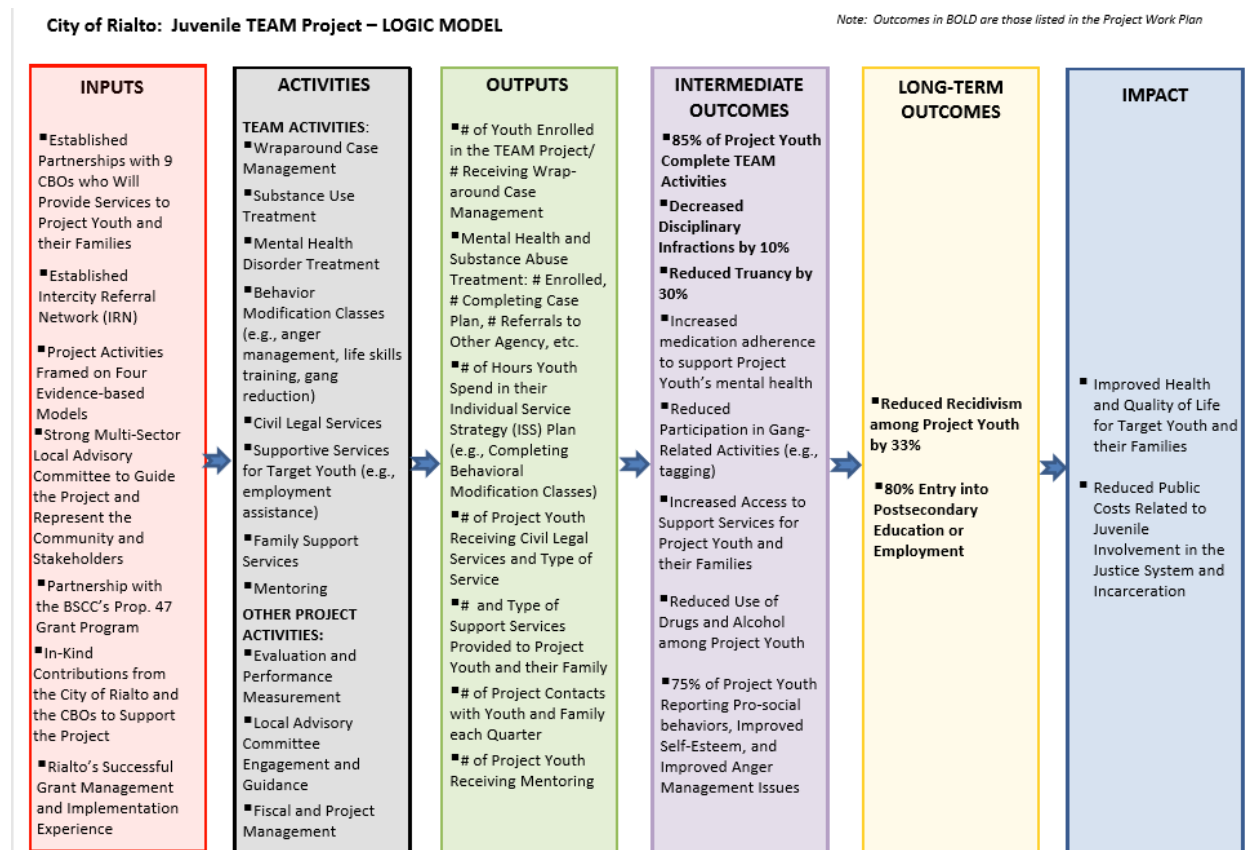 City of Rialto: Juvenile TEAM Project – LOGIC MODEL
Note: Outcomes in BOLD are those listed in the Project Work Plan
INPUTS
▪Established
Partnerships with 9
CBOs who Will
Provide Services to
Project Youth and
their Families
▪Established
Intercity Referral
Network (IRN)
▪Project Activities
Framed on Four
Evidence-based
Models
▪Strong Multi-Sector
Local Advisory
Committee to Guide
the Project and
Represent the
Community and
Stakeholders
▪Partnership with
the BSCC's Prop. 47
Grant Program
▪In-Kind
Contributions from
the City of Rialto and
the CBOs to Support
the Project
▪Rialto's Successful
Grant Management
and Implementation
Experience
ACTIVITIES
TEAM ACTIVITIES:
▪Wraparound Case
Management
▪Substance Use
Treatment
▪Mental Health
Disorder Treatment
▪Behavior
Modification Classes
(e.g., anger
management, life skills
training, gang
reduction)
▪Civil Legal Services
▪Supportive Services
for Target Youth (e.g.,
employment
assistance)
▪Family Support
Services
▪Mentoring
OTHER PROJECT
ACTIVITIES:
▪Evaluation and
Performance
Measurement
▪Local Advisory
Committee
Engagement and
Guidance
▪Fiscal and Project
Management
OUTPUTS
▪# of Youth Enrolled
in the TEAM Project/
# Receiving Wrap-
around Case
Management
▪Mental Health and
Substance Abuse
Treatment: # Enrolled,
# Completing Case
Plan, # Referrals to
Other Agency, etc.
▪# of Hours Youth
Spend in their
Individual Service
Strategy (ISS) Plan
(e.g., Completing
Behavioral
Modification Classes)
▪# of Project Youth
Receiving Civil Legal
Services and Type of
Service
▪# and Type of
Support Services
Provided to Project
Youth and their Family
▪# of Project Contacts
with Youth and Family
each Quarter
▪# of Project Youth
Receiving Mentoring
INTERMEDIATE
OUTCOMES
▪85% of Project Youth
Complete TEAM
Activities
▪Decreased
Disciplinary
Infractions by 10%
▪Reduced Truancy by
30%
▪Increased
medication adherence
to support Project
Youth's mental health
▪Reduced
Participation in Gang-
Related Activities (e.g.,
tagging)
▪Increased Access to
Support Services for
Project Youth and
their Families
▪Reduced Use of
Drugs and Alcohol
among Project Youth
▪75% of Project Youth
Reporting Pro-social
behaviors, Improved
Self-Esteem, and
Improved Anger
Management Issues
LONG-TERM
OUTCOMES
▪Reduced Recidivism
among Project Youth
by 33%
▪80% Entry into
Postsecondary
Education or
Employment
IMPACT
▪ Improved Health
and Quality of Life
for Target Youth and
their Families
▪ Reduced Public
Costs Related to
Juvenile
Involvement in the
Justice System and
Incarceration